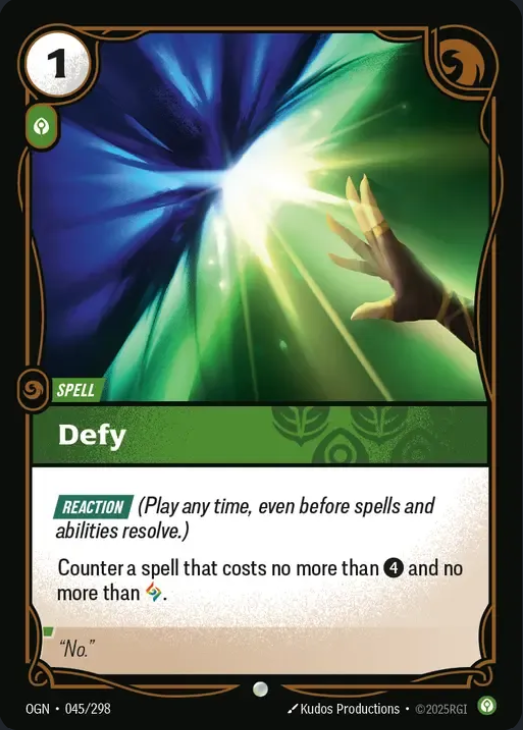 1
SPELL
Defy
REACTION (Play any time, even before spells and
abilities resolve.)
Counter a spell that costs no more than 4 and no
more than .
“No.”
OGN • 045/298
Kudos Productions • ©2025RGI